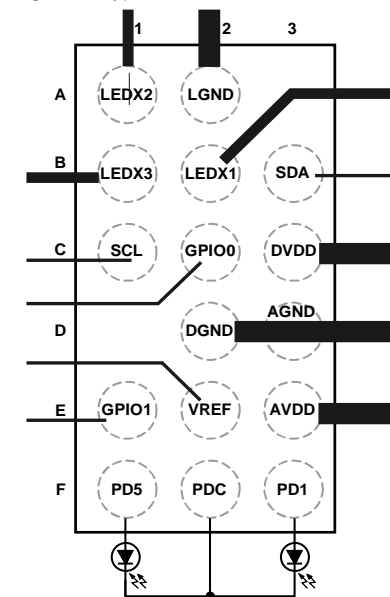 1 2 3
A LEDX2 LGND
B LEDX3 LEDX1 SDA
C SCL GPIO0 DVDD
AGND
D DGND
E GPIO1 VREF AVDD
F PD5 PDC PD1